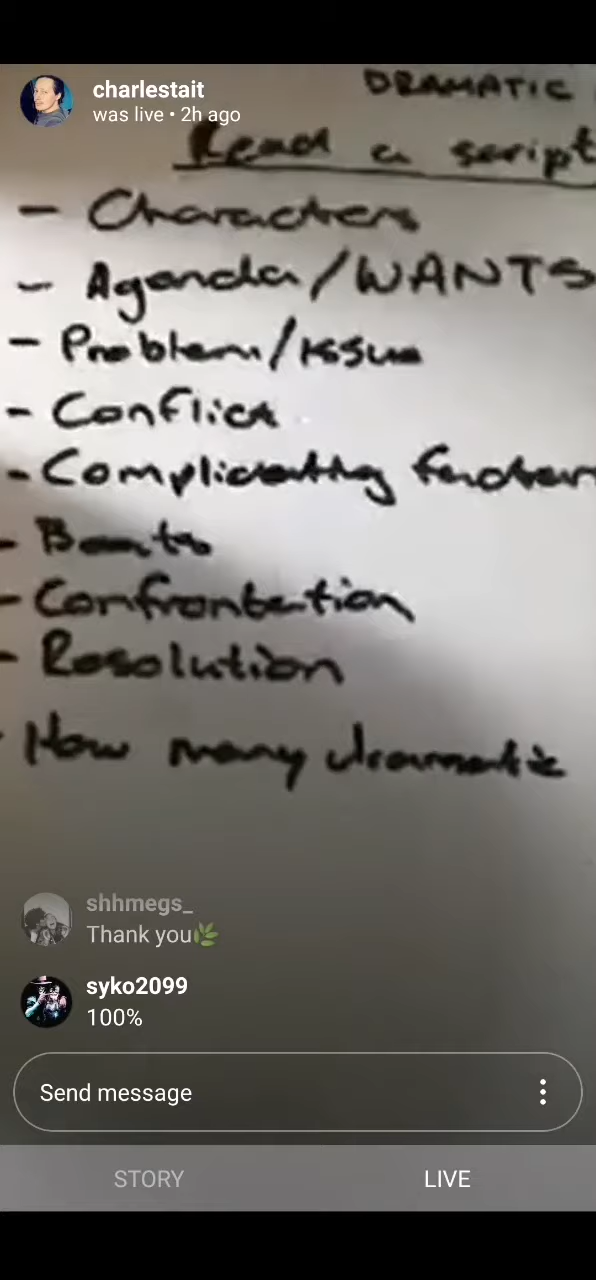 charlestait
was live • 2h ago
DRAMATIC
Read a script
- Characters
- Agenda/WANTS
- Problem/issue
- Conflict
- Complicating factors
- Beats
- Confrontation
- Resolution
- How many dramatic
shhmegs_
Thank you🌿
syko2099
100%
Send message
STORY
LIVE